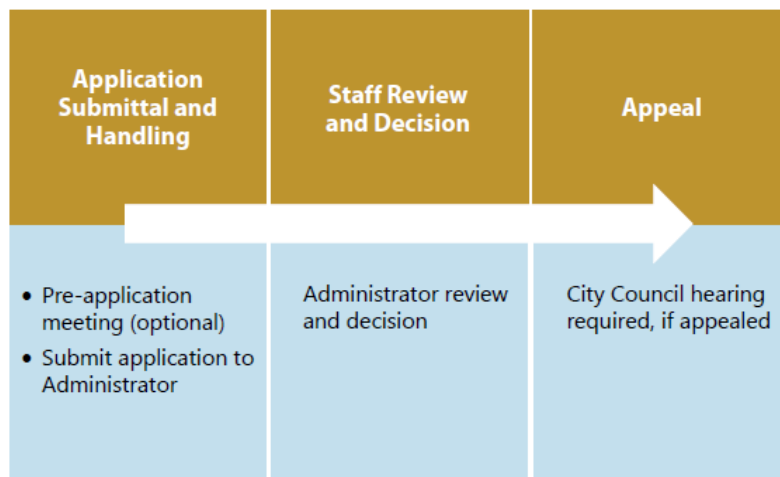 Application
Submittal and
Handling
Staff Review
and Decision
Appeal
• Pre-application
meeting (optional)
• Submit application to
Administrator
Administrator review
and decision
City Council hearing
required, if appealed